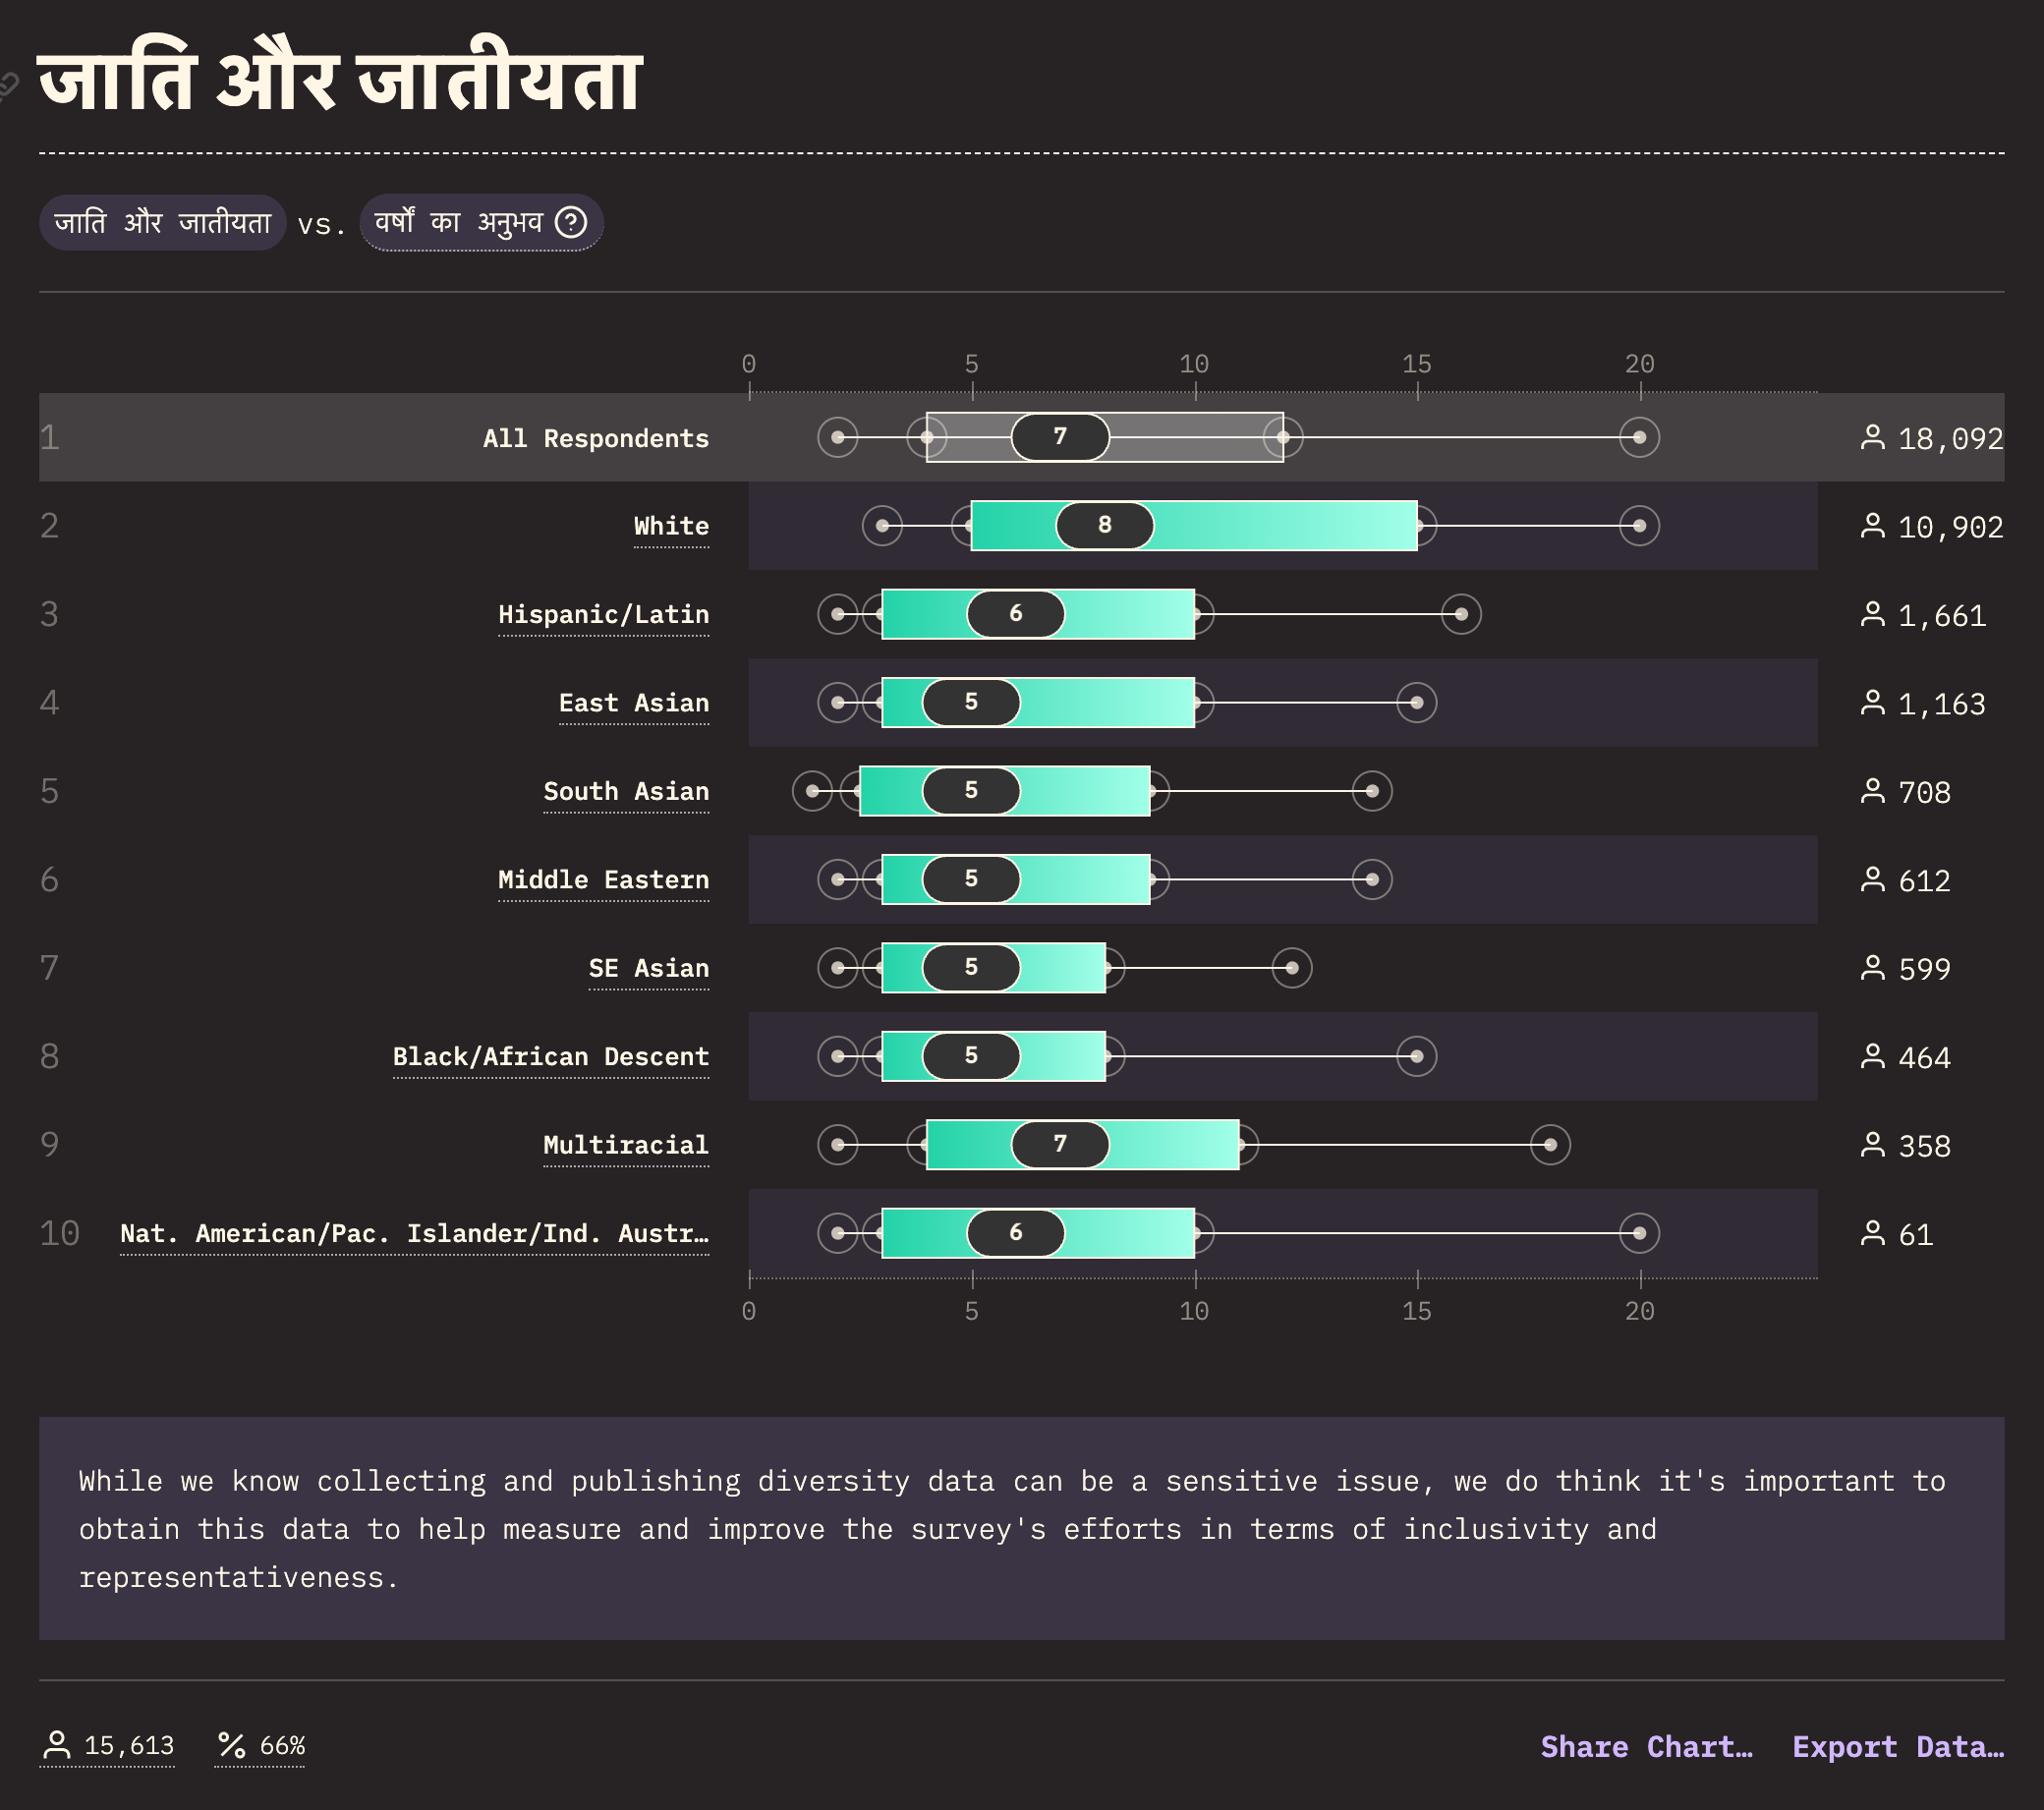 जाति और जातीयता
जाति और जातीयता vs. वर्षों का अनुभव ?
0 5 10 15 20
1 All Respondents 7 18,092
2 White 8 10,902
3 Hispanic/Latin 6 1,661
4 East Asian 5 1,163
5 South Asian 5 708
6 Middle Eastern 5 612
7 SE Asian 5 599
8 Black/African Descent 5 464
9 Multiracial 7 358
10 Nat. American/Pac. Islander/Ind. Austr… 6 61
0 5 10 15 20
While we know collecting and publishing diversity data can be a sensitive issue, we do think it's important to
obtain this data to help measure and improve the survey's efforts in terms of inclusivity and
representativeness.
15,613 % 66% Share Chart… Export Data…